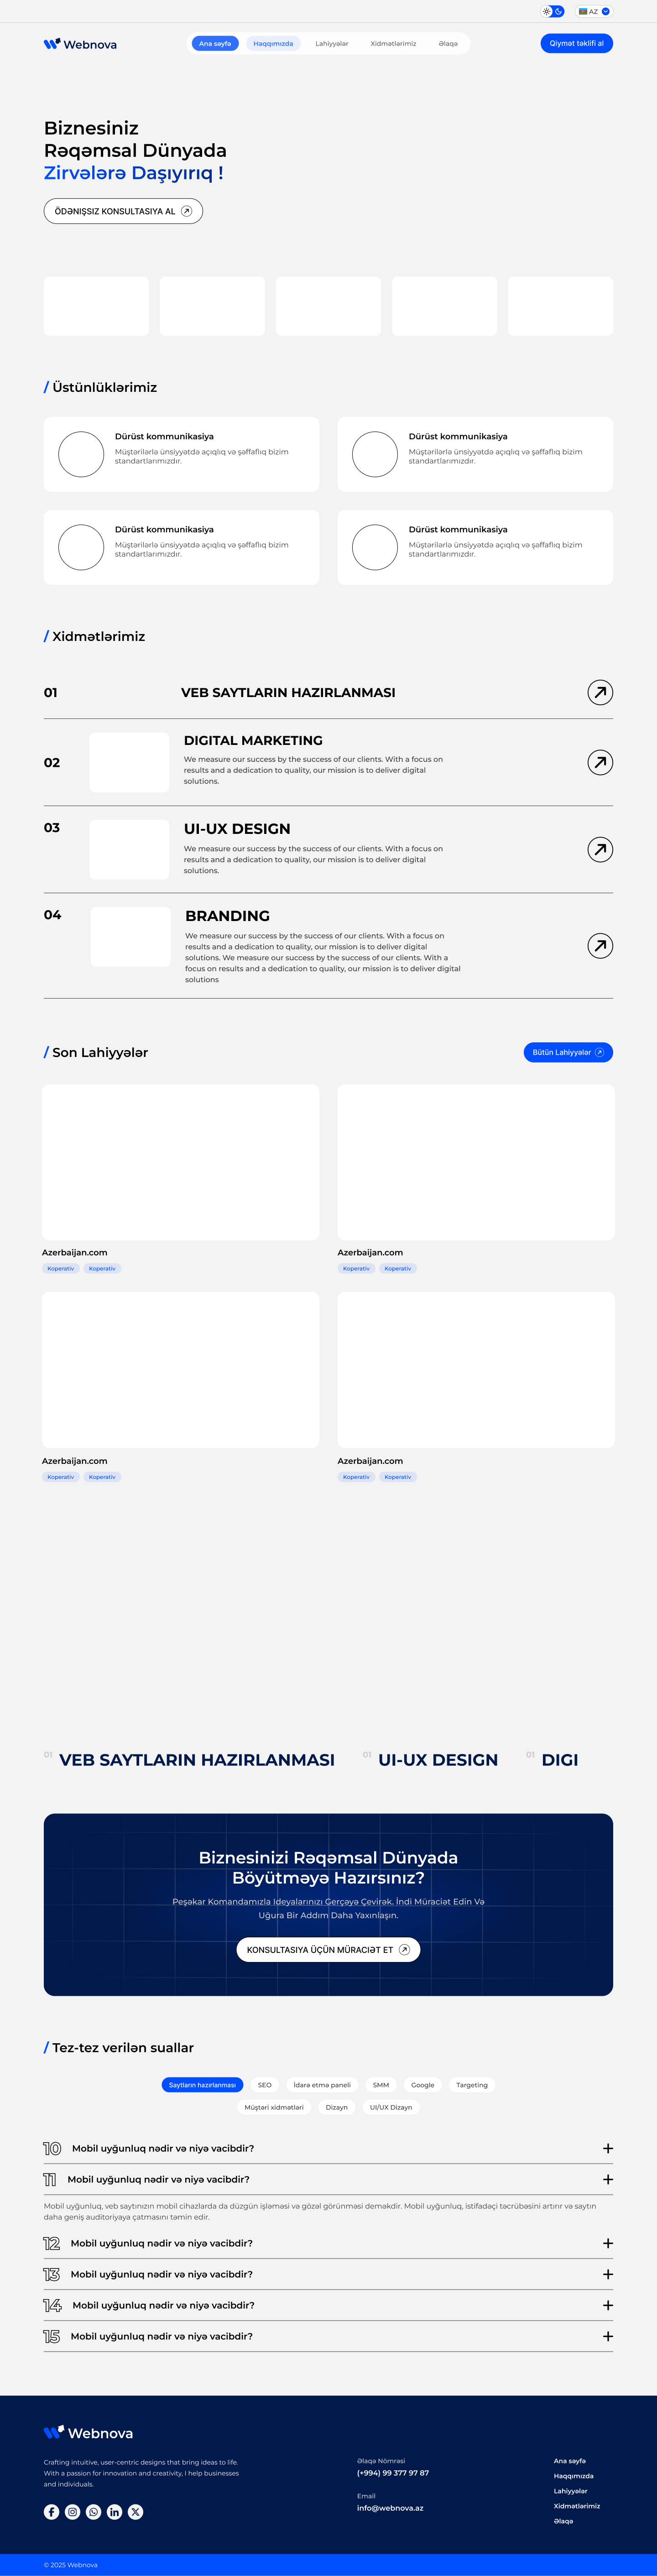 AZ
Webnova
Ana səyfə
Haqqımızda
Lahiyyələr
Xidmətlərimiz
Əlaqə
Qiymət təklifi al
Biznesiniz
Rəqəmsal Dünyada
Zirvələrə Daşıyırıq !
ÖDƏNIŞSIZ KONSULTASIYA AL
/ Üstünlüklərimiz
Dürüst kommunikasiya
Müştərilərlə ünsiyyətdə açıqlıq və şəffaflıq bizim
standartlarımızdır.
Dürüst kommunikasiya
Müştərilərlə ünsiyyətdə açıqlıq və şəffaflıq bizim
standartlarımızdır.
Dürüst kommunikasiya
Müştərilərlə ünsiyyətdə açıqlıq və şəffaflıq bizim
standartlarımızdır.
Dürüst kommunikasiya
Müştərilərlə ünsiyyətdə açıqlıq və şəffaflıq bizim
standartlarımızdır.
/ Xidmətlərimiz
01
VEB SAYTLARIN HAZIRLANMASI
02
DIGITAL MARKETING
We measure our success by the success of our clients. With a focus on
results and a dedication to quality, our mission is to deliver digital
solutions.
03
UI-UX DESIGN
We measure our success by the success of our clients. With a focus on
results and a dedication to quality, our mission is to deliver digital
solutions.
04
BRANDING
We measure our success by the success of our clients. With a focus on
results and a dedication to quality, our mission is to deliver digital
solutions. We measure our success by the success of our clients. With a
focus on results and a dedication to quality, our mission is to deliver digital
solutions
/ Son Lahiyyələr
Bütün Lahiyyələr
Azerbaijan.com
Koperativ
Koperativ
Azerbaijan.com
Koperativ
Koperativ
Azerbaijan.com
Koperativ
Koperativ
Azerbaijan.com
Koperativ
Koperativ
01 VEB SAYTLARIN HAZIRLANMASI
01 UI-UX DESIGN
01 DIGI
Biznesinizi Rəqəmsal Dünyada
Böyütməyə Hazırsınız?
Peşəkar Komandamızla Ideyalarınızı Gerçəyə Çevirək. İndi Müraciət Edin Və
Uğura Bir Addım Daha Yaxınlaşın.
KONSULTASIYA ÜÇÜN MÜRACIƏT ET
/ Tez-tez verilən suallar
Saytların hazırlanması
SEO
İdarə etmə paneli
SMM
Google
Targeting
Müştəri xidmətləri
Dizayn
UI/UX Dizayn
10 Mobil uyğunluq nədir və niyə vacibdir?
11 Mobil uyğunluq nədir və niyə vacibdir?
Mobil uyğunluq, veb saytınızın mobil cihazlarda da düzgün işləməsi və gözəl görünməsi deməkdir. Mobil uyğunluq, istifadəçi təcrübəsini artırır və saytın
daha geniş auditoriyaya çatmasını təmin edir.
12 Mobil uyğunluq nədir və niyə vacibdir?
13 Mobil uyğunluq nədir və niyə vacibdir?
14 Mobil uyğunluq nədir və niyə vacibdir?
15 Mobil uyğunluq nədir və niyə vacibdir?
Webnova
Crafting intuitive, user-centric designs that bring ideas to life.
With a passion for innovation and creativity, I help businesses
and individuals.
Əlaqə Nömrəsi
(+994) 99 377 97 87
Email
info@webnova.az
Ana səyfə
Haqqımızda
Lahiyyələr
Xidmətlərimiz
Əlaqə
© 2025 Webnova